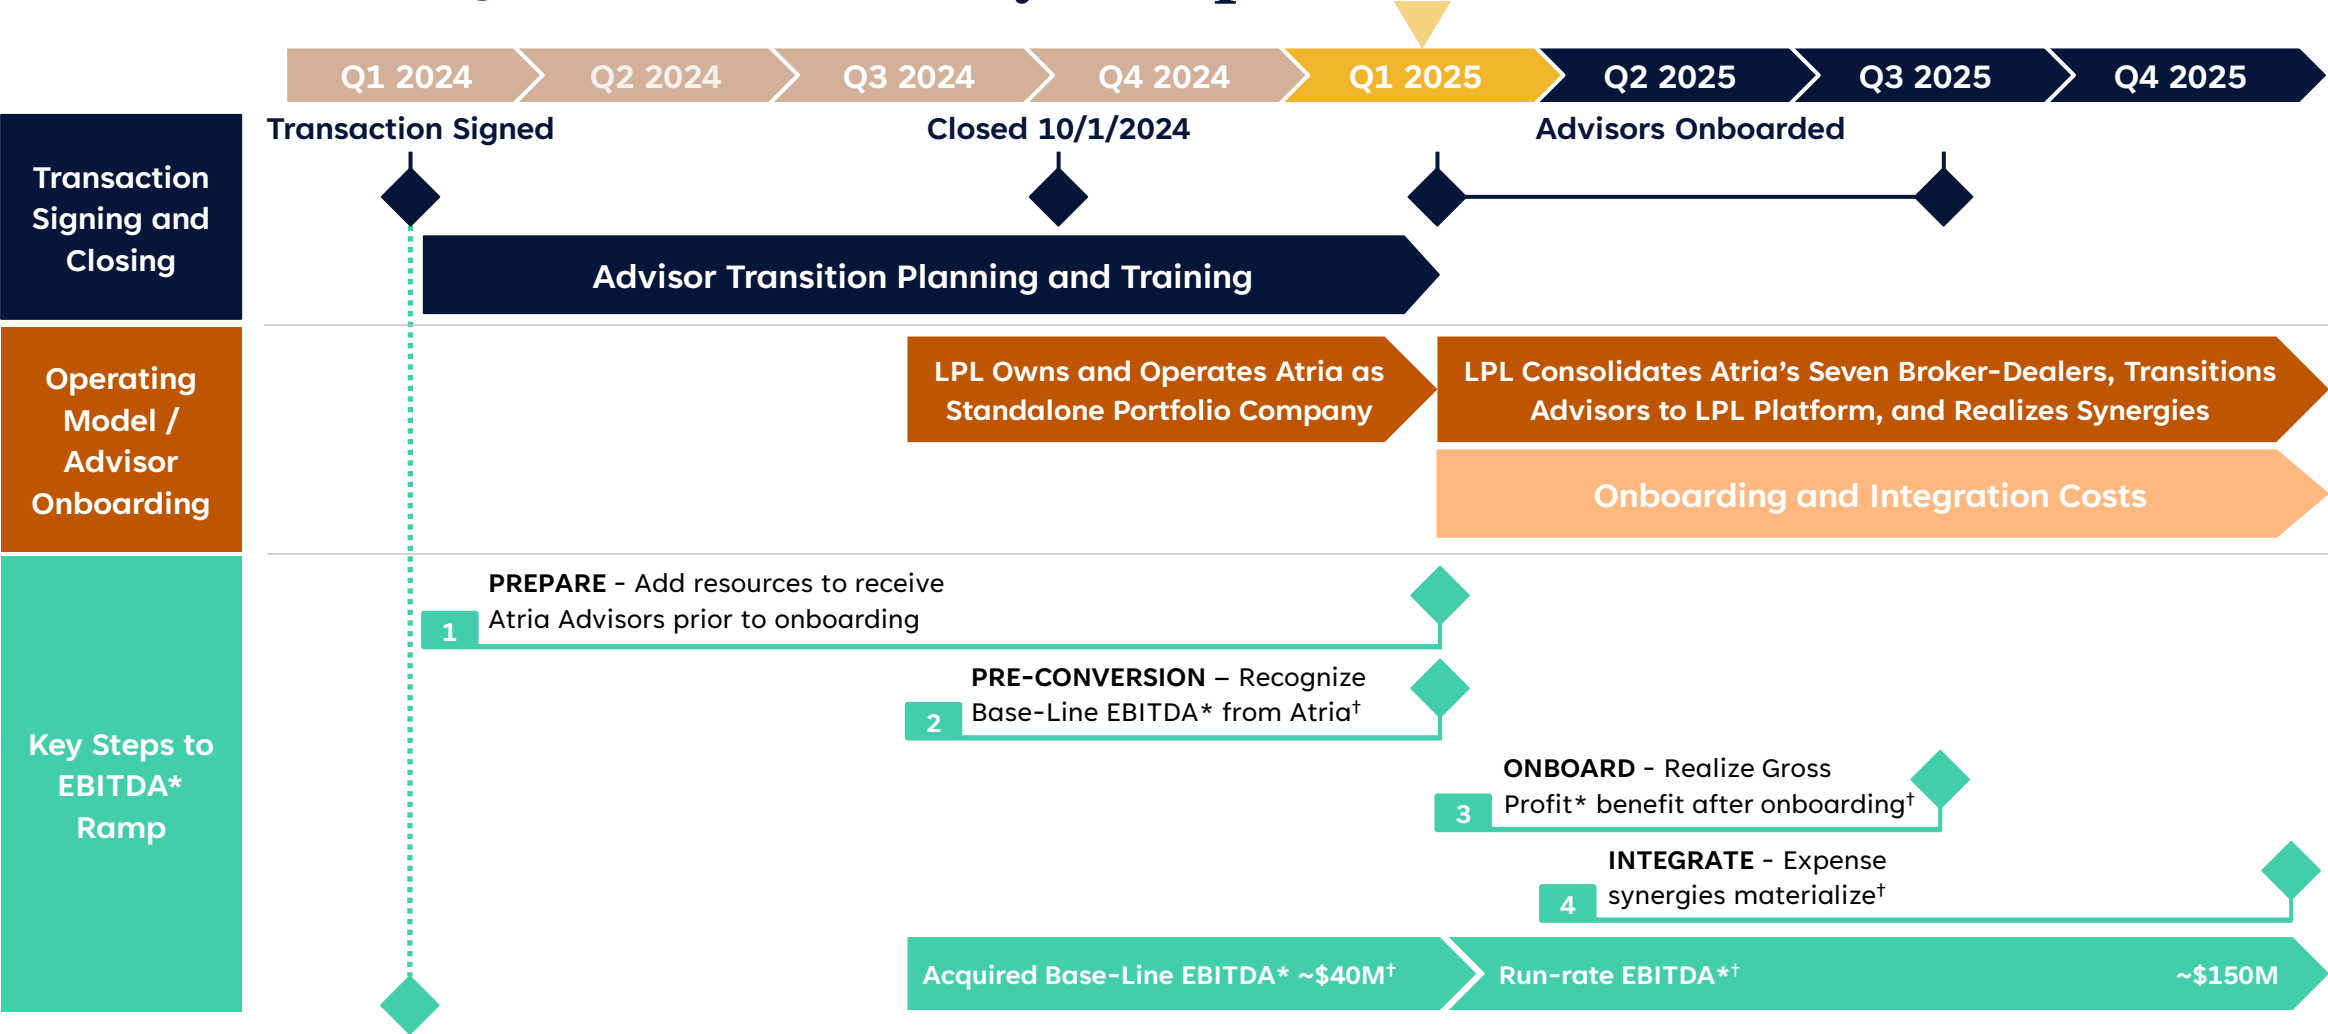 Q1 2024
Q2 2024
Q3 2024
Q4 2024
Q1 2025
Q2 2025
Q3 2025
Q4 2025
Transaction
Signing and
Closing
Transaction Signed
Closed 10/1/2024
Advisors Onboarded
Advisor Transition Planning and Training
Operating
Model /
Advisor
Onboarding
LPL Owns and Operates Atria as
Standalone Portfolio Company
LPL Consolidates Atria’s Seven Broker-Dealers, Transitions
Advisors to LPL Platform, and Realizes Synergies
Onboarding and Integration Costs
Key Steps to
EBITDA*
Ramp
1
PREPARE - Add resources to receive
Atria Advisors prior to onboarding
2
PRE-CONVERSION – Recognize
Base-Line EBITDA* from Atria†
3
ONBOARD - Realize Gross
Profit* benefit after onboarding†
4
INTEGRATE - Expense
synergies materialize†
Acquired Base-Line EBITDA* ~$40M†
Run-rate EBITDA*†
~$150M